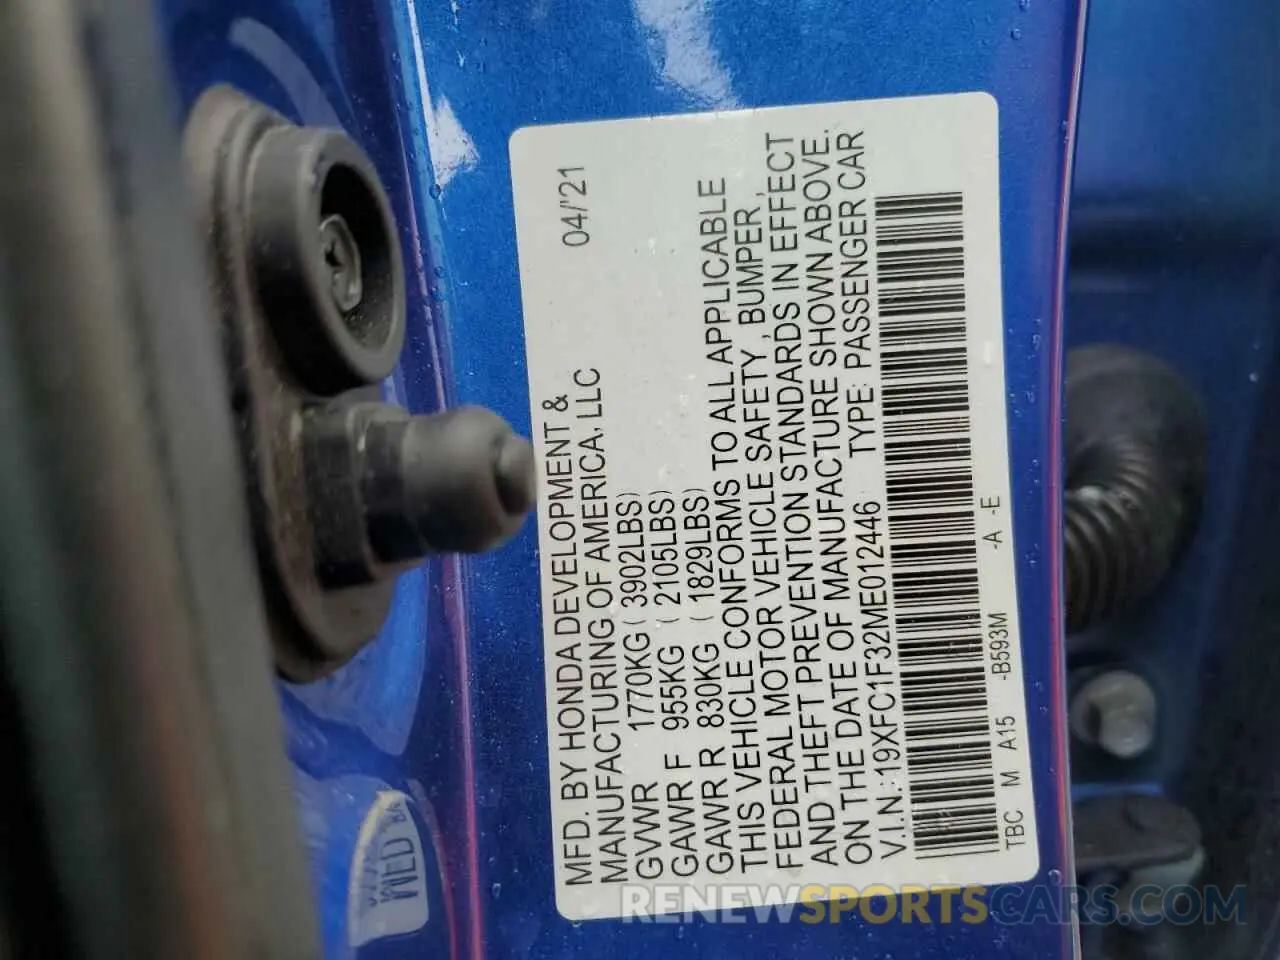 MFD. BY HONDA DEVELOPMENT &
MANUFACTURING OF AMERICA, LLC 04/'21
GVWR 1770KG ( 3902LBS)
GAWR F 955KG ( 2105LBS)
GAWR R 830KG ( 1829LBS)
THIS VEHICLE CONFORMS TO ALL APPLICABLE
FEDERAL MOTOR VEHICLE SAFETY , BUMPER ,
AND THEFT PREVENTION STANDARDS IN EFFECT
ON THE DATE OF MANUFACTURE SHOWN ABOVE.
V.I.N.:19XFC1F32ME012446 TYPE: PASSENGER CAR
TBC M A15 -B593M -A -E
WED
RENEWSPORTSCARS.COM